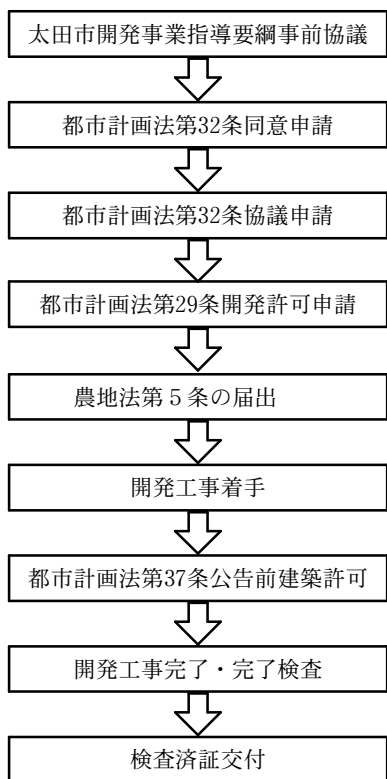 太田市開発事業指導要綱事前協議
都市計画法第32条同意申請
都市計画法第32条協議申請
都市計画法第29条開発許可申請
農地法第５条の届出
開発工事着手
都市計画法第37条公告前建築許可
開発工事完了・完了検査
検査済証交付